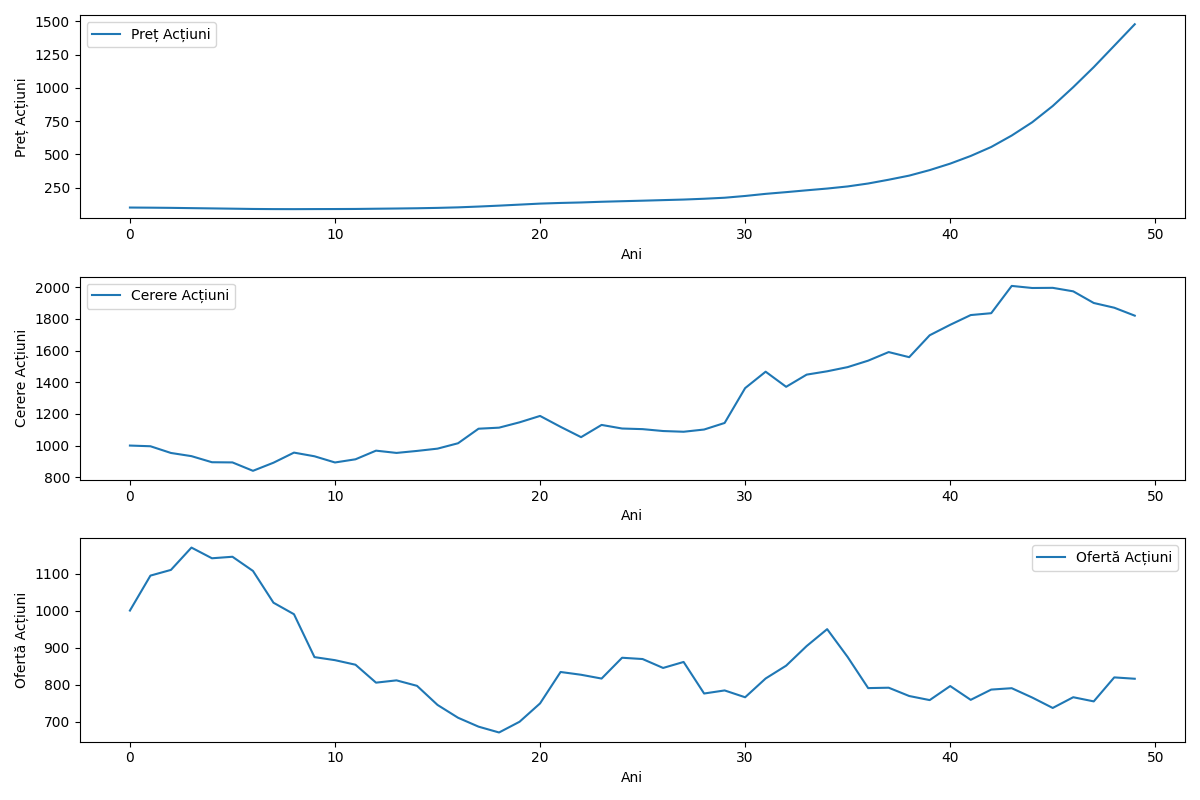 Preț Acțiuni
Preț Acțiuni
1500
1250
1000
750
500
250
0 10 20 30 40 50
Ani
Cerere Acțiuni
Cerere Acțiuni
2000
1800
1600
1400
1200
1000
800
0 10 20 30 40 50
Ani
Ofertă Acțiuni
Ofertă Acțiuni
1100
1000
900
800
700
0 10 20 30 40 50
Ani